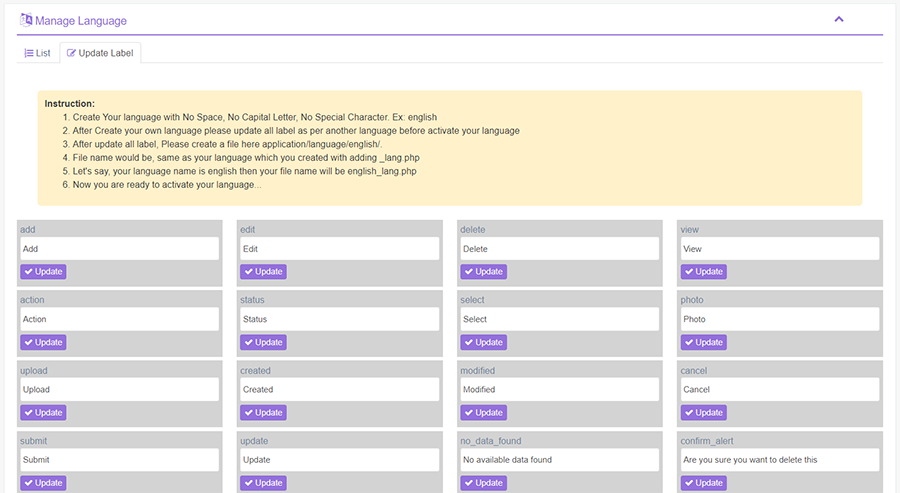 Manage Language
List
Update Label
Instruction:
1. Create Your language with No Space, No Capital Letter, No Special Character. Ex: english
2. After Create your own language please update all label as per another language before activate your language
3. After update all label, Please create a file here application/language/english/.
4. File name would be, same as your language which you created with adding _lang.php
5. Let's say, your language name is english then your file name will be english_lang.php
6. Now you are ready to activate your language...
add edit delete view
Add Edit Delete View
Update Update Update Update
action status select photo
Action Status Select Photo
Update Update Update Update
upload created modified cancel
Upload Created Modified Cancel
Update Update Update Update
submit update no_data_found confirm_alert
Submit Update No available data found Are you sure you want to delete this
Update Update Update Update